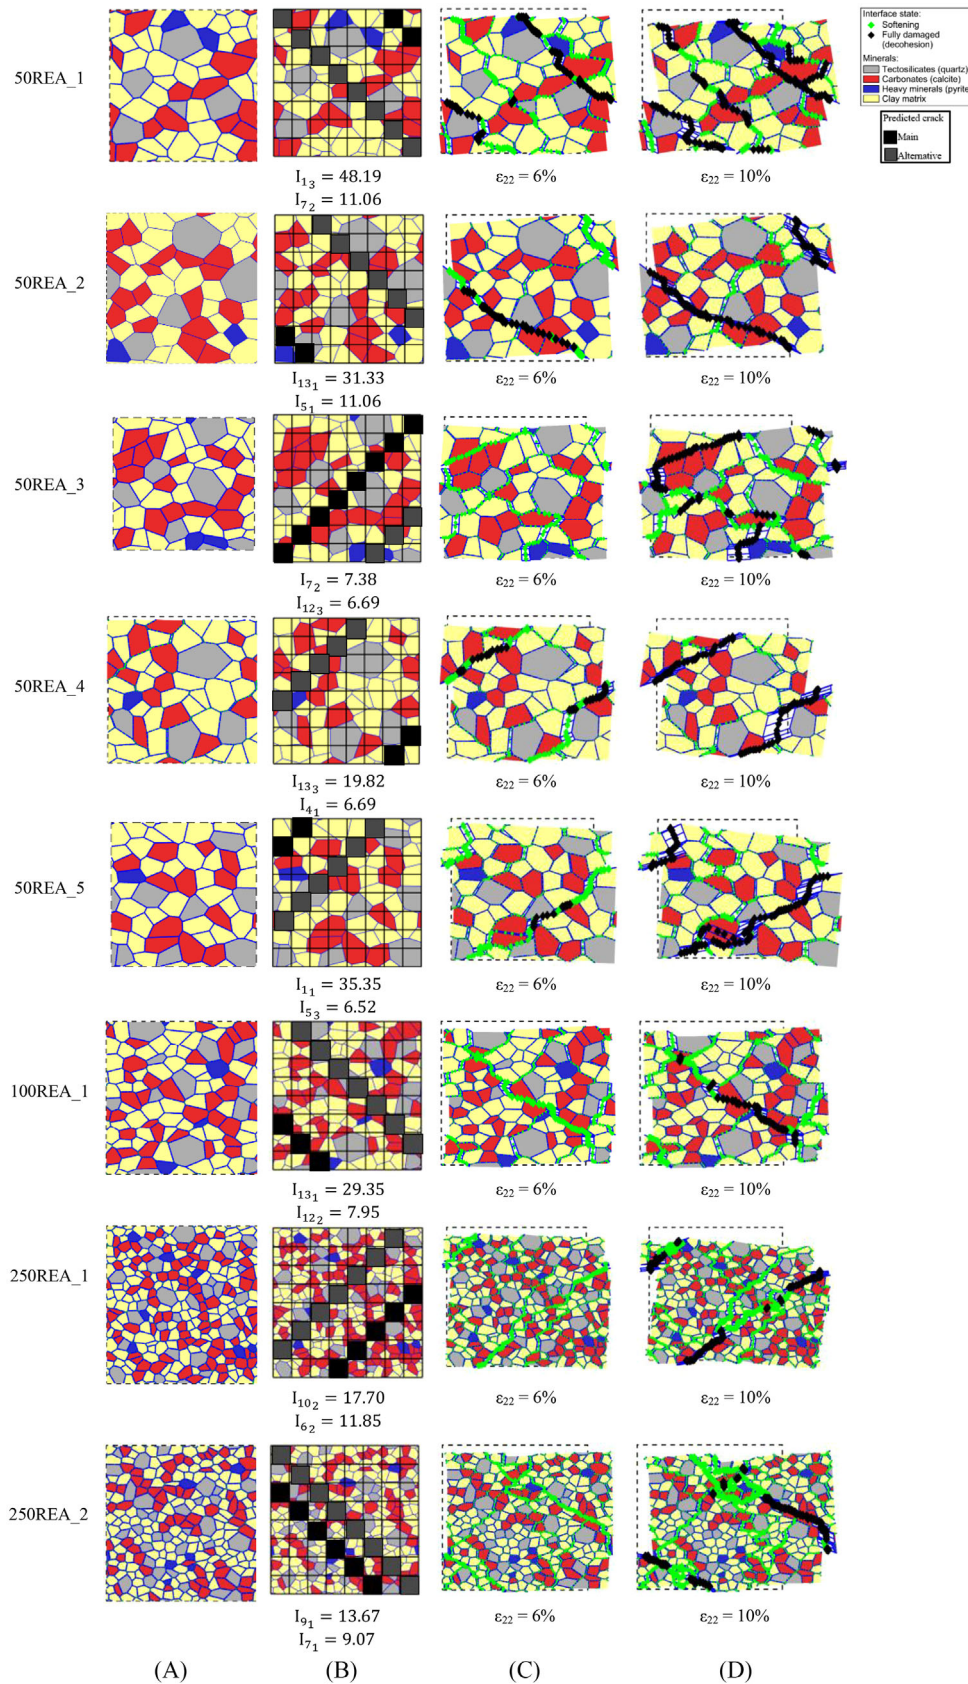 Interface state:
Softening
Fully damaged
(decohesion)
Minerals:
Tectosilicates (quartz)
Carbonates (calcite)
Heavy minerals (pyrite
Clay matrix
Predicted crack
Main
Alternative
50REA_1
I₁₃ = 48.19
I₇₂ = 11.06
ε₂₂ = 6%
ε₂₂ = 10%
50REA_2
I₁₃₁ = 31.33
I₅₁ = 11.06
ε₂₂ = 6%
ε₂₂ = 10%
50REA_3
I₇₂ = 7.38
I₁₂₃ = 6.69
ε₂₂ = 6%
ε₂₂ = 10%
50REA_4
I₁₃₃ = 19.82
I₄₁ = 6.69
ε₂₂ = 6%
ε₂₂ = 10%
50REA_5
I₁₁ = 35.35
I₅₃ = 6.52
ε₂₂ = 6%
ε₂₂ = 10%
100REA_1
I₁₃₁ = 29.35
I₁₂₂ = 7.95
ε₂₂ = 6%
ε₂₂ = 10%
250REA_1
I₁₀₂ = 17.70
I₆₂ = 11.85
ε₂₂ = 6%
ε₂₂ = 10%
250REA_2
I₉₁ = 13.67
I₇₁ = 9.07
ε₂₂ = 6%
ε₂₂ = 10%
(A)
(B)
(C)
(D)